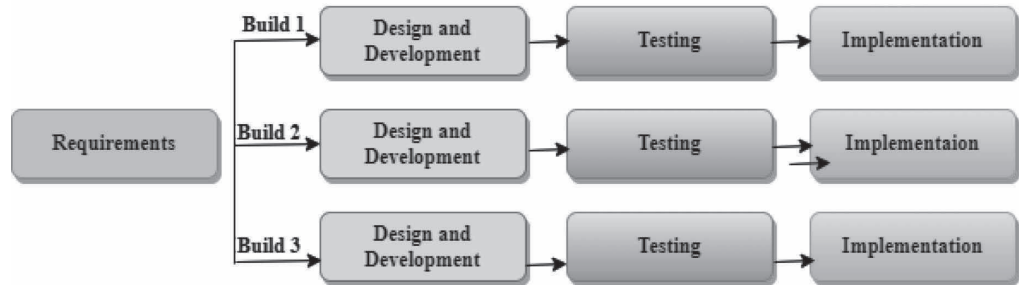 Build 1
Design and
Development
Testing
Implementation
Requirements
Build 2
Design and
Development
Testing
Implementaion
Build 3
Design and
Development
Testing
Implementation